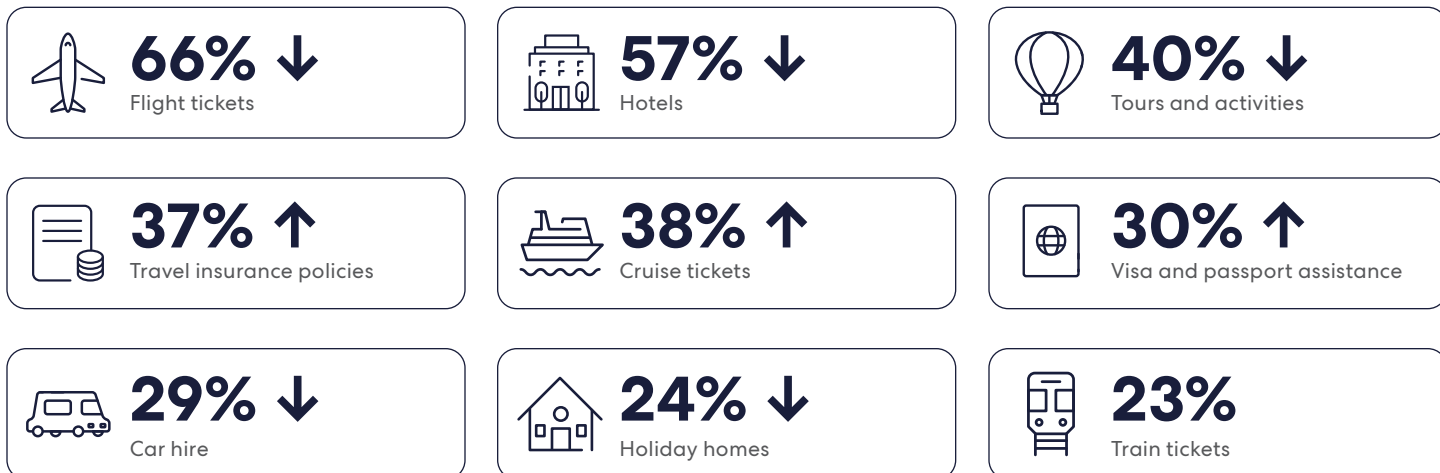 66% ↓
Flight tickets
57% ↓
Hotels
40% ↓
Tours and activities
37% ↑
Travel insurance policies
38% ↑
Cruise tickets
30% ↑
Visa and passport assistance
29% ↓
Car hire
24% ↓
Holiday homes
23%
Train tickets